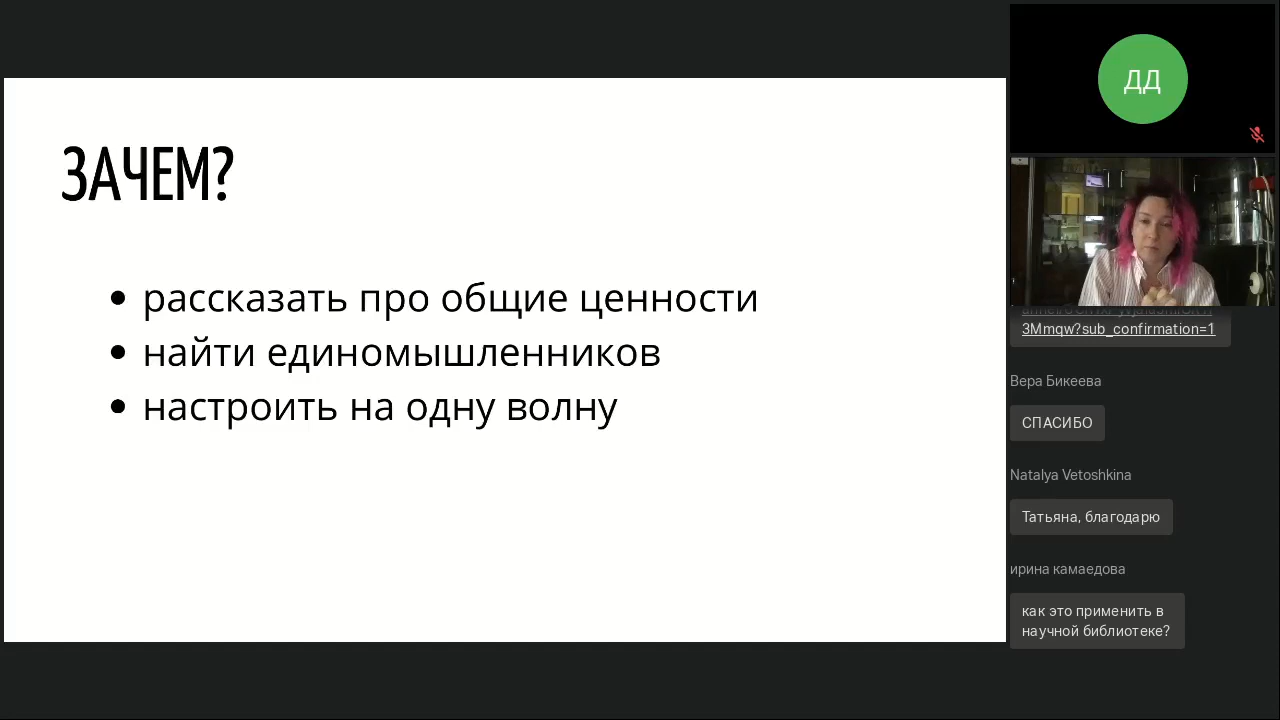 ЗАЧЕМ?
• рассказать про общие ценности
• найти единомышленников
• настроить на одну волну
ДД
3Mmqw?sub_confirmation=1
Вера Бикеева
СПАСИБО
Natalya Vetoshkina
Татьяна, благодарю
ирина камаедова
как это применить в
научной библиотеке?